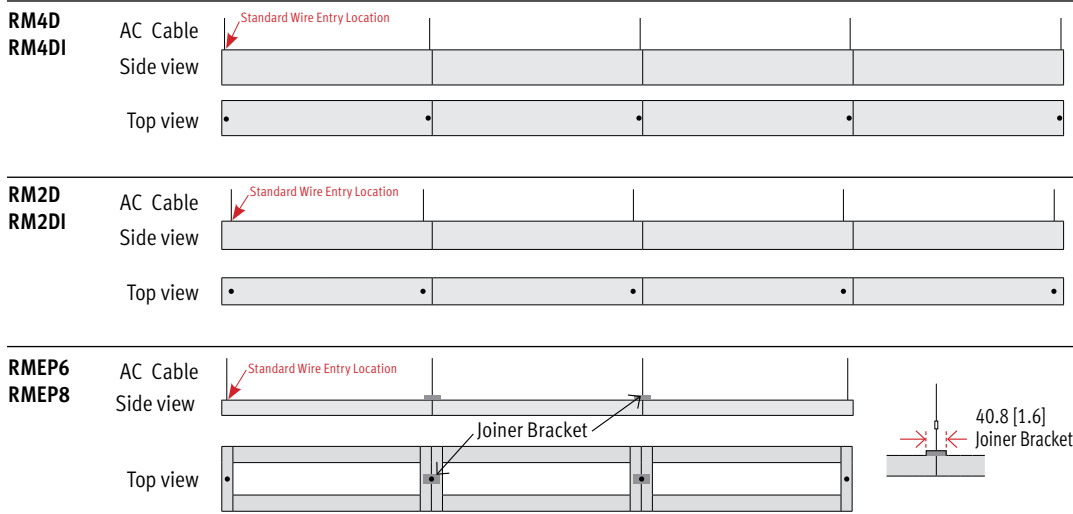 RM4D
RM4DI
AC Cable
Side view
Top view
Standard Wire Entry Location
RM2D
RM2DI
AC Cable
Side view
Top view
Standard Wire Entry Location
RMEP6
RMEP8
AC Cable
Side view
Top view
Standard Wire Entry Location
Joiner Bracket
40.8 [1.6]
Joiner Bracket